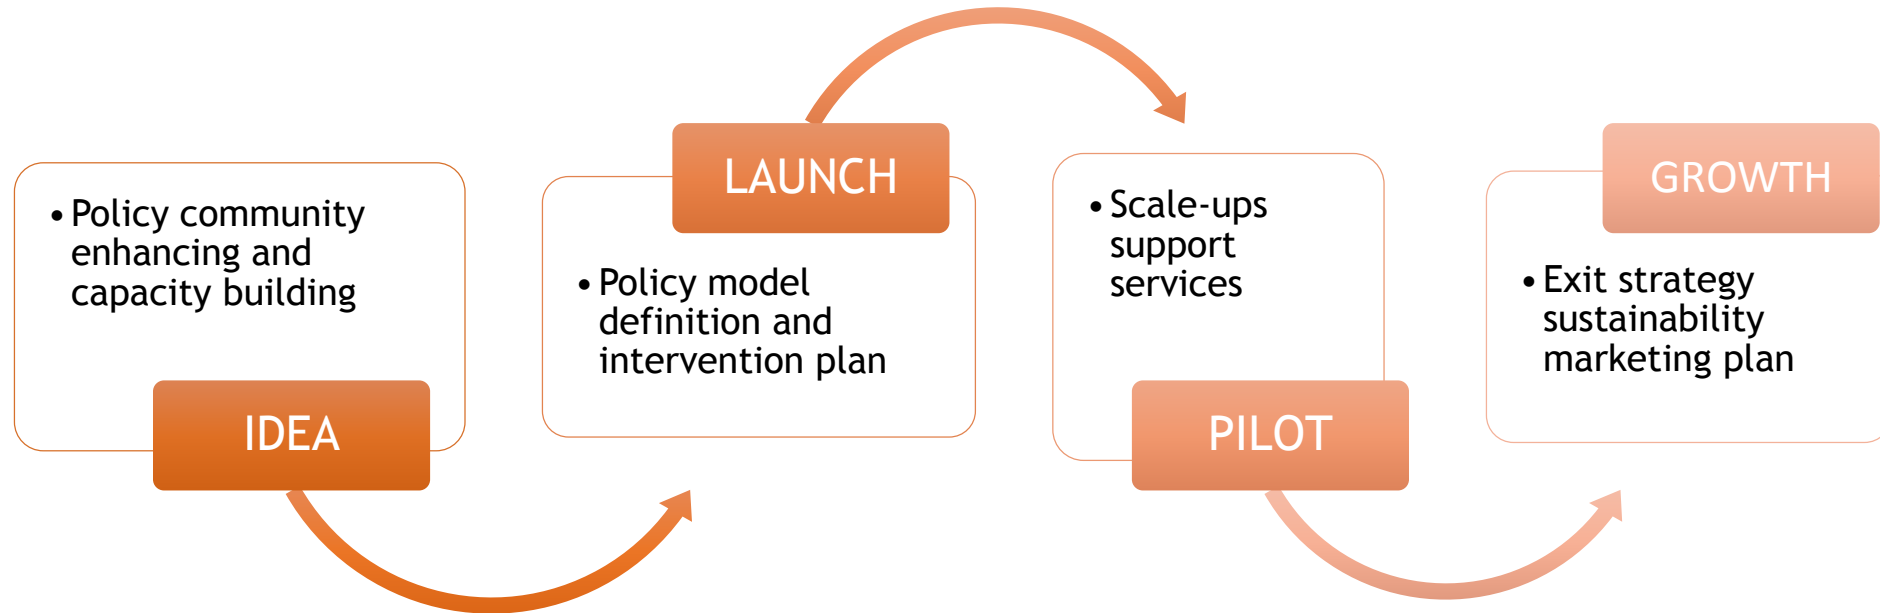 • Policy community
enhancing and
capacity building
IDEA
LAUNCH
• Policy model
definition and
intervention plan
• Scale-ups
support
services
PILOT
GROWTH
• Exit strategy
sustainability
marketing plan